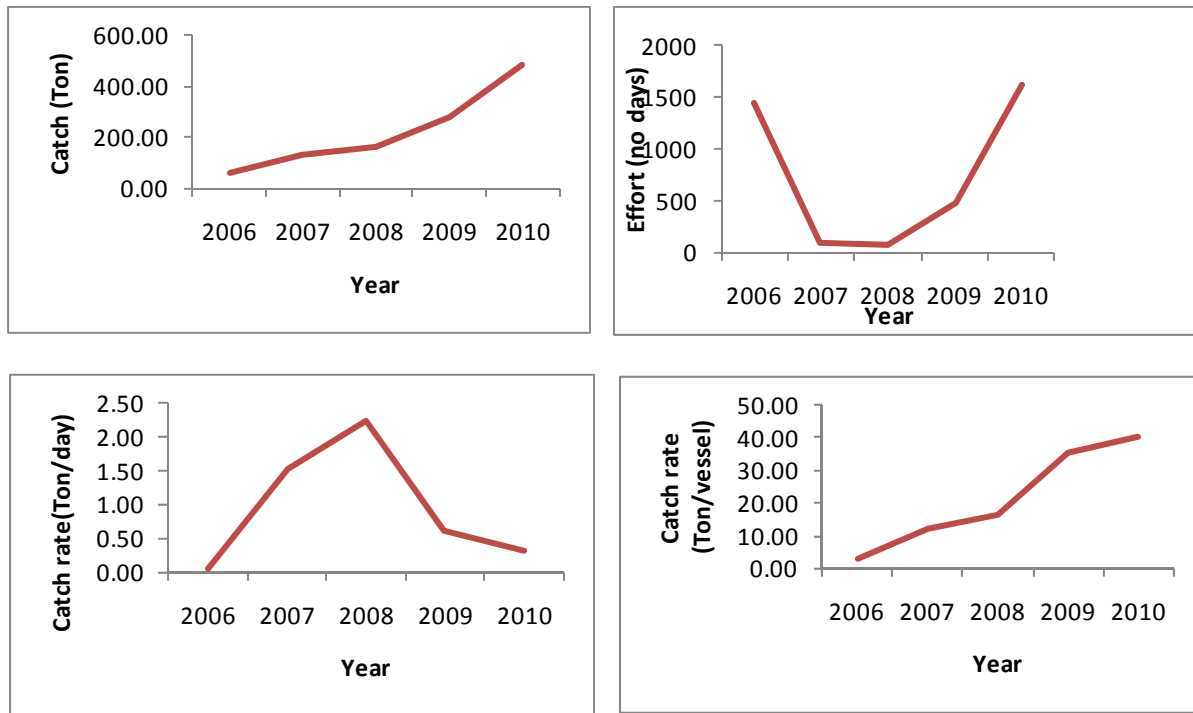 Catch (Ton)
600.00
400.00
200.00
0.00
2006 2007 2008 2009 2010
Year
Effort (no days)
2000
1500
1000
500
0
2006 2007 2008 2009 2010
Year
Catch rate(Ton/day)
2.50
2.00
1.50
1.00
0.50
0.00
2006 2007 2008 2009 2010
Year
Catch rate
(Ton/vessel)
50.00
40.00
30.00
20.00
10.00
0.00
2006 2007 2008 2009 2010
Year